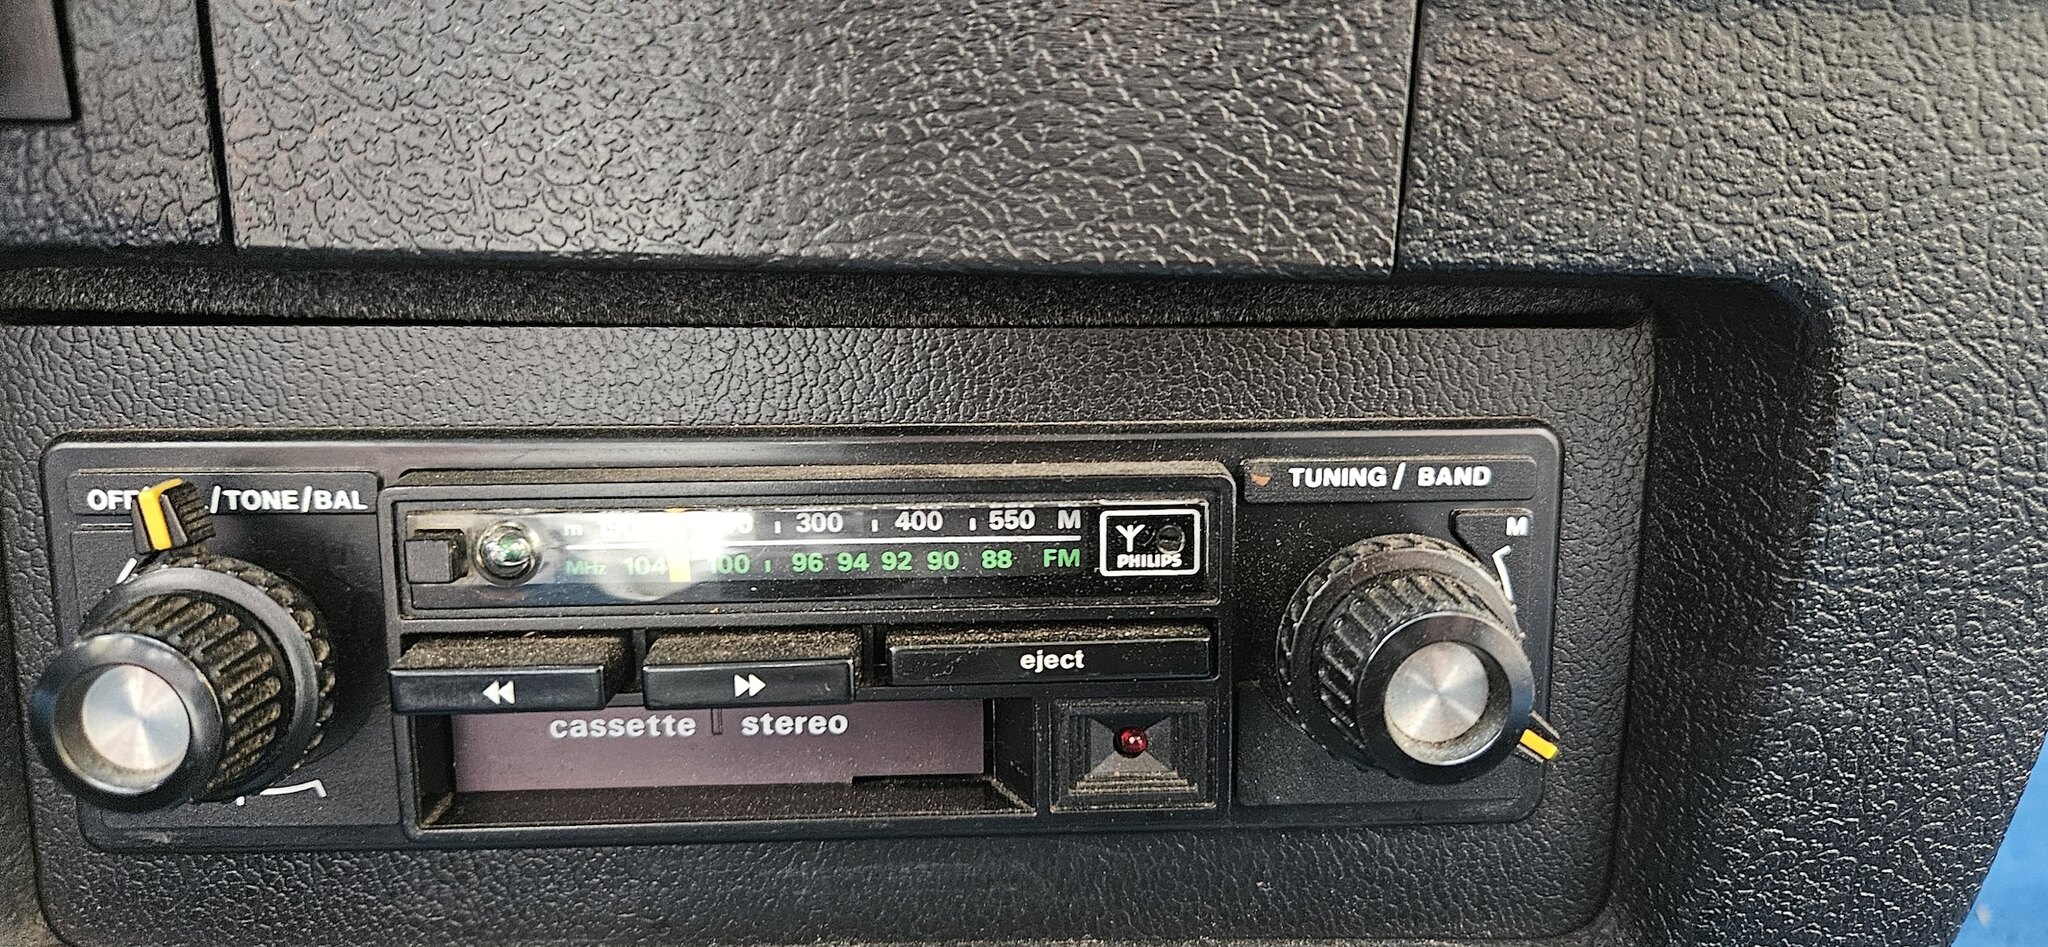 OFF/ /TONE/BAL
TUNING / BAND
m 300 400 550 M
MHz 104 100 96 94 92 90 88 FM
PHILIPS
M
eject
cassette stereo